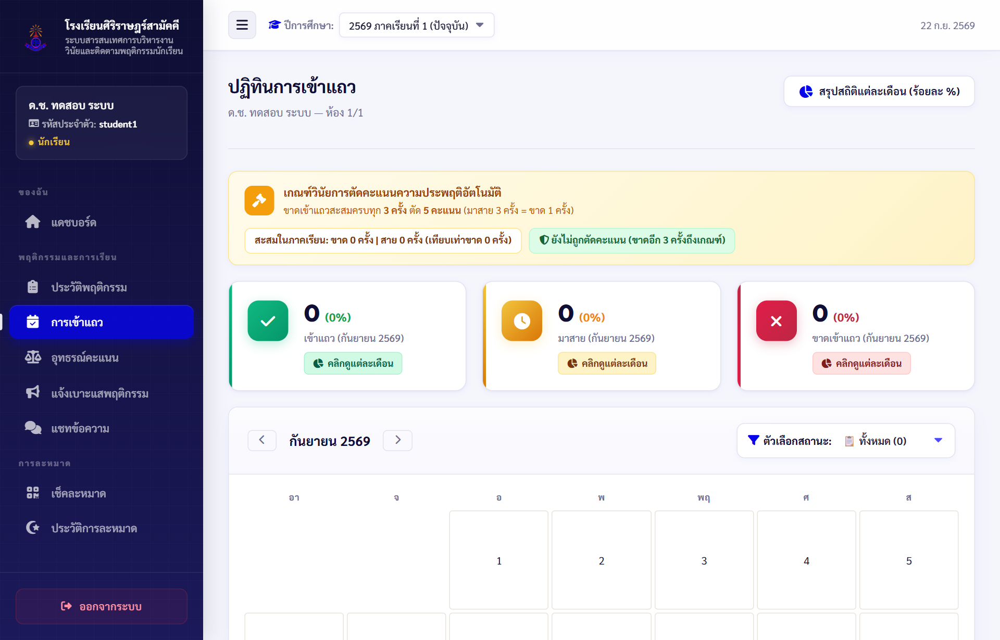 โรงเรียนศิริราษฎร์สามัคคี
ระบบสารสนเทศการบริหารงาน
วินัยและติดตามพฤติกรรมนักเรียน
ด.ช. ทดสอบ ระบบ
รหัสประจำตัว: student1
นักเรียน
ของฉัน
แดชบอร์ด
พฤติกรรมและการเรียน
ประวัติพฤติกรรม
การเข้าแถว
อุทธรณ์คะแนน
แจ้งเบาะแสพฤติกรรม
แชทข้อความ
การละหมาด
เช็คละหมาด
ประวัติการละหมาด
ออกจากระบบ
ปีการศึกษา: 2569 ภาคเรียนที่ 1 (ปัจจุบัน)
22 ก.ย. 2569
ปฏิทินการเข้าแถว
ด.ช. ทดสอบ ระบบ — ห้อง 1/1
สรุปสถิติแต่ละเดือน (ร้อยละ %)
เกณฑ์วินัยการตัดคะแนนความประพฤติอัตโนมัติ
ขาดเข้าแถวสะสมครบทุก 3 ครั้ง ตัด 5 คะแนน (มาสาย 3 ครั้ง = ขาด 1 ครั้ง)
สะสมในภาคเรียน: ขาด 0 ครั้ง | สาย 0 ครั้ง (เทียบเท่าขาด 0 ครั้ง)
ยังไม่ถูกตัดคะแนน (ขาดอีก 3 ครั้งถึงเกณฑ์)
0 (0%)
เข้าแถว (กันยายน 2569)
คลิกดูแต่ละเดือน
0 (0%)
มาสาย (กันยายน 2569)
คลิกดูแต่ละเดือน
0 (0%)
ขาดเข้าแถว (กันยายน 2569)
คลิกดูแต่ละเดือน
กันยายน 2569
ตัวเลือกสถานะ: ทั้งหมด (0)
อา จ อ พ พฤ ศ ส
1 2 3 4 5